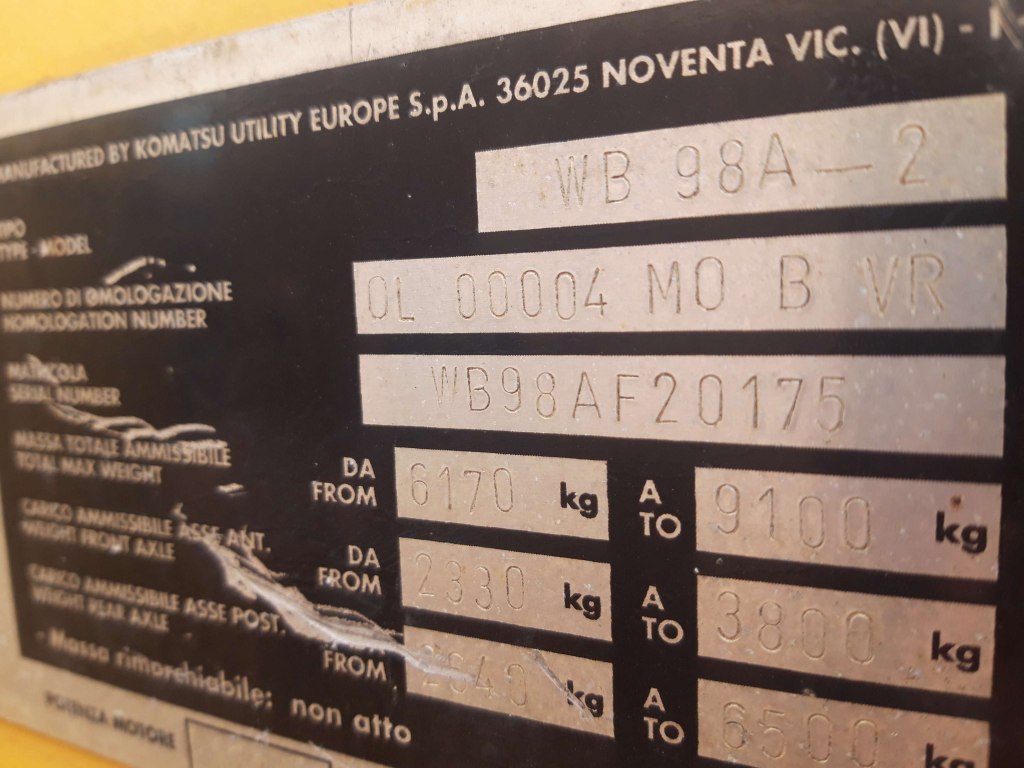 MANUFACTURED BY KOMATSU UTILITY EUROPE S.p.A. 36025 NOVENTA VIC. (VI) -
TIPO
TYPE - MODEL
WB 98A - 2
NUMERO DI OMOLOGAZIONE
HOMOLOGATION NUMBER
OL 00004 MO B VR
MATRICOLA
SERIAL NUMBER
WB98AF20175
MASSA TOTALE AMMISSIBILE
TOTAL MAX WEIGHT
DA
FROM
6170 kg
A
TO
9100 kg
CARICO AMMISSIBILE ASSE ANT.
WEIGHT FRONT AXLE
DA
FROM
2330 kg
A
TO
3800 kg
CARICO AMMISSIBILE ASSE POST.
WEIGHT REAR AXLE
FROM
kg
A
TO
6500 kg
Massa rimorchiabile: non atto
POTENZA MOTORE